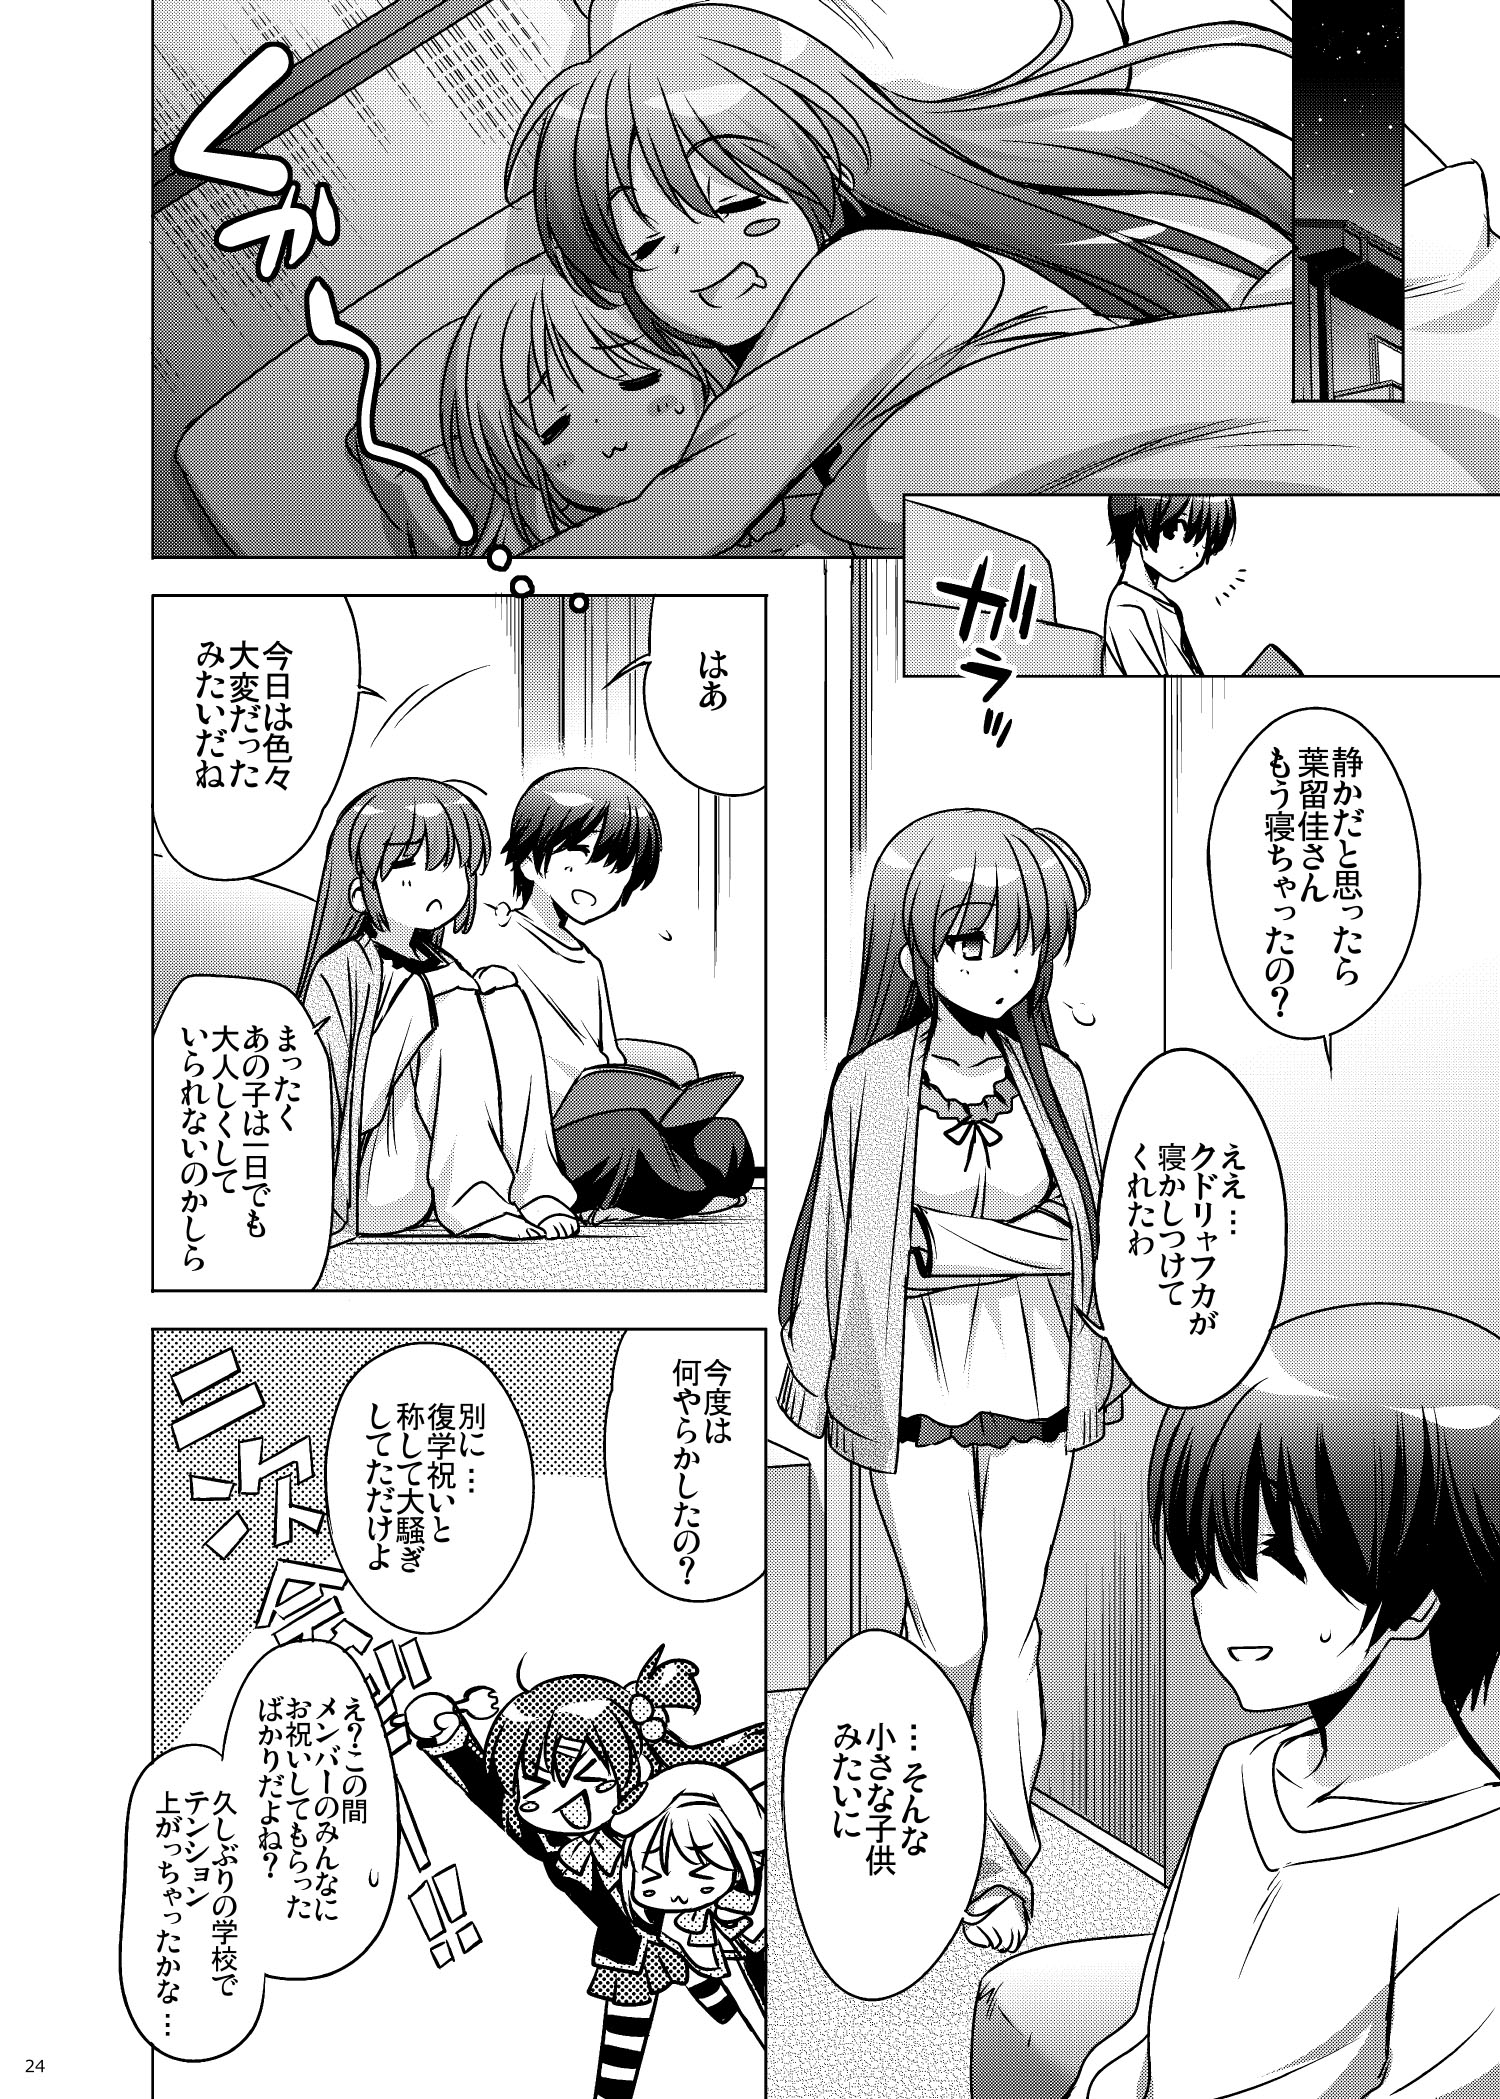 ガラッ
静かだと思ったら
葉留佳さん
もう寝ちゃったの？
ええ…
クドリャフカが
寝かしつけて
くれたわ
…そんな
小さな子供
みたいに
くかーっ
はあ
今日は色々
大変だった
みたいだね
まったく
あの子は一日でも
大人しくして
いられないのかしら
今度は
何やらかしたの？
別に…
復学祝いと
称して大騒ぎ
してただけよ
え？この間
メンバーのみんなに
お祝いしてもらった
ばかりだよね？
久しぶりの学校で
テンション
上がっちゃったかな…
24